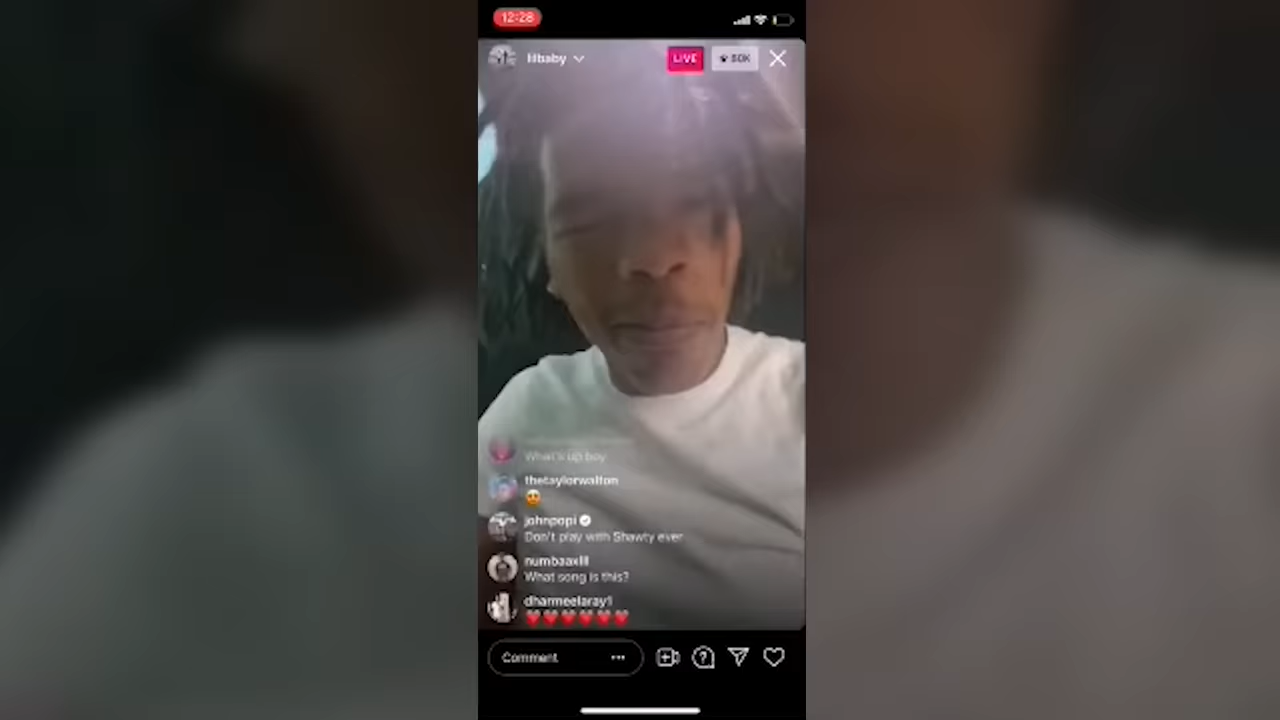 12:28
lilbaby
LIVE
50K
What's up boy
thetaylorwalton
johnpopi
Don't play with Shawty ever
numbaaxlll
What song is this?
dharmeelaray1
Comment